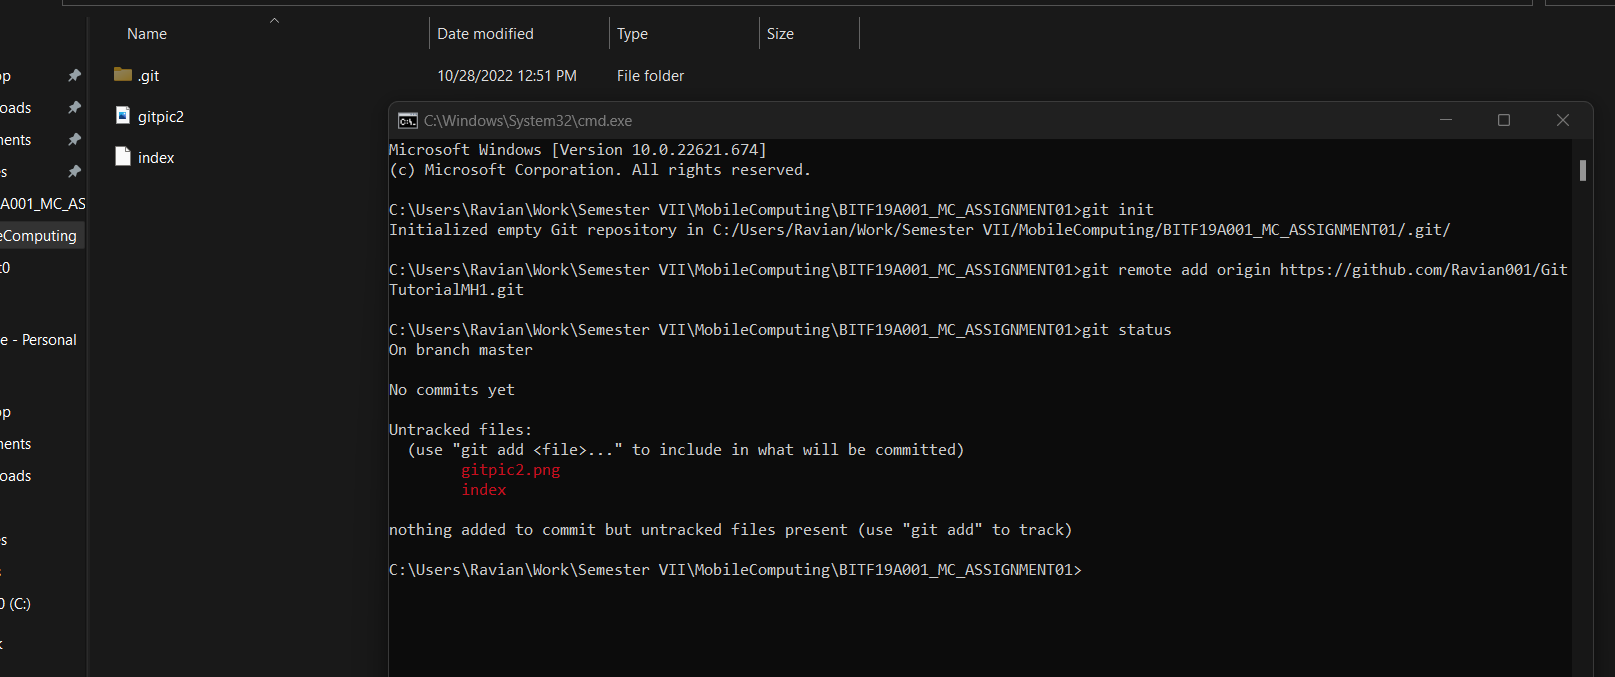 Name Date modified Type Size
.git 10/28/2022 12:51 PM File folder
gitpic2
index
op
oads
nents
s
A001_MC_AS
eComputing
t0
e - Personal
op
nents
oads
s
0 (C:)
C:\Windows\System32\cmd.exe
Microsoft Windows [Version 10.0.22621.674]
(c) Microsoft Corporation. All rights reserved.
C:\Users\Ravian\Work\Semester VII\MobileComputing\BITF19A001_MC_ASSIGNMENT01>git init
Initialized empty Git repository in C:/Users/Ravian/Work/Semester VII/MobileComputing/BITF19A001_MC_ASSIGNMENT01/.git/
C:\Users\Ravian\Work\Semester VII\MobileComputing\BITF19A001_MC_ASSIGNMENT01>git remote add origin https://github.com/Ravian001/Git
TutorialMH1.git
C:\Users\Ravian\Work\Semester VII\MobileComputing\BITF19A001_MC_ASSIGNMENT01>git status
On branch master
No commits yet
Untracked files:
(use "git add <file>..." to include in what will be committed)
gitpic2.png
index
nothing added to commit but untracked files present (use "git add" to track)
C:\Users\Ravian\Work\Semester VII\MobileComputing\BITF19A001_MC_ASSIGNMENT01>